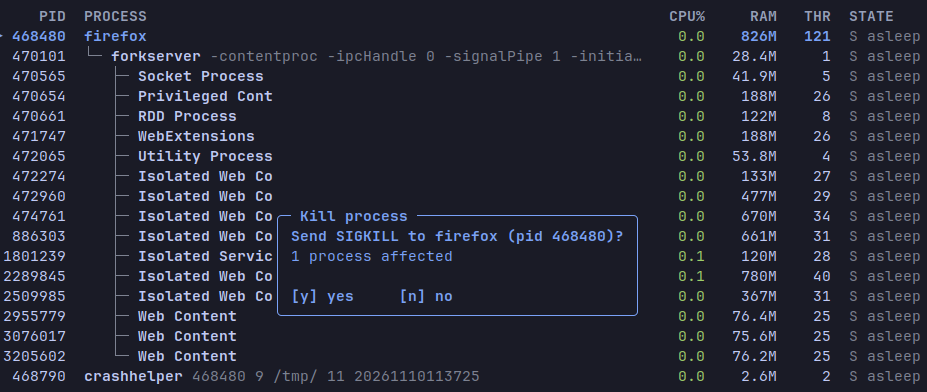 PID PROCESS CPU% RAM THR STATE
468480 firefox 0.0 826M 121 S asleep
470101 forkserver -contentproc -ipcHandle 0 -signalPipe 1 -initia… 0.0 28.4M 1 S asleep
470565 Socket Process 0.0 41.9M 5 S asleep
470654 Privileged Cont 0.0 188M 26 S asleep
470661 RDD Process 0.0 122M 8 S asleep
471747 WebExtensions 0.0 188M 26 S asleep
472065 Utility Process 0.0 53.8M 4 S asleep
472274 Isolated Web Co 0.0 133M 27 S asleep
472960 Isolated Web Co 0.0 477M 29 S asleep
474761 Isolated Web Co 0.0 670M 34 S asleep
886303 Isolated Web Co 0.0 661M 31 S asleep
1801239 Isolated Servic 0.1 120M 28 S asleep
2289845 Isolated Web Co 0.1 780M 40 S asleep
2509985 Isolated Web Co 0.0 367M 31 S asleep
2955779 Web Content 0.0 76.4M 25 S asleep
3076017 Web Content 0.0 75.6M 25 S asleep
3205602 Web Content 0.0 76.2M 25 S asleep
468790 crashhelper 468480 9 /tmp/ 11 20261110113725 0.0 2.6M 2 S asleep
Kill process
Send SIGKILL to firefox (pid 468480)?
1 process affected
[y] yes [n] no